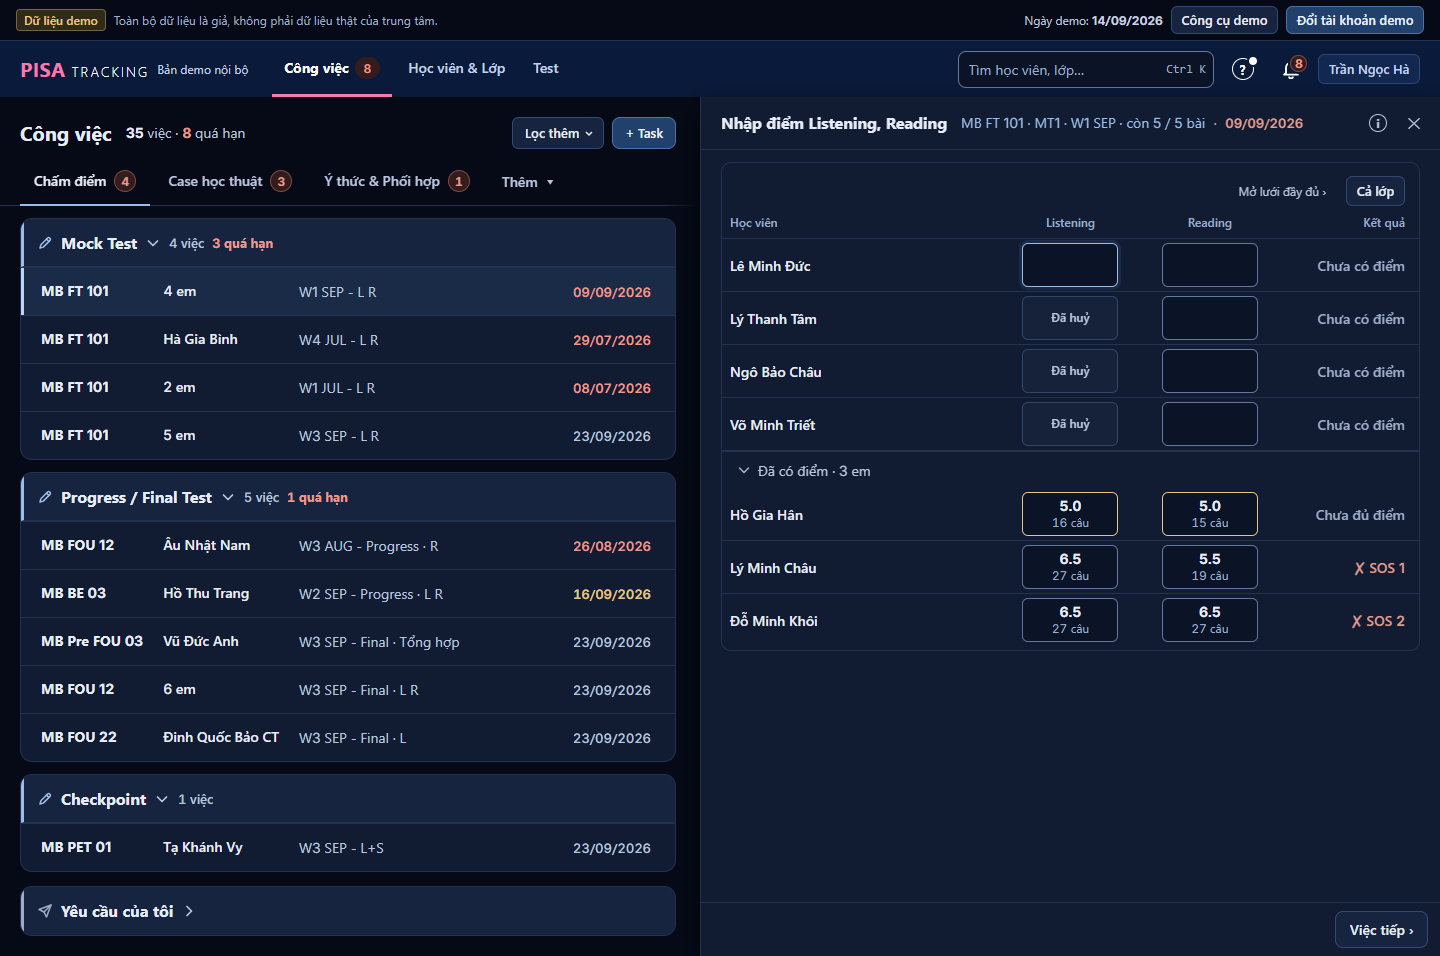 Dữ liệu demo Toàn bộ dữ liệu là giả, không phải dữ liệu thật của trung tâm. Ngày demo: 14/09/2026 Công cụ demo Đổi tài khoản demo
PISA TRACKING Bản demo nội bộ Công việc 8 Học viên & Lớp Test Tìm học viên, lớp... Ctrl K ? 8 Trần Ngọc Hà
Công việc 35 việc · 8 quá hạn Lọc thêm + Task
Chấm điểm 4 Case học thuật 3 Ý thức & Phối hợp 1 Thêm
Mock Test 4 việc 3 quá hạn
MB FT 101 4 em W1 SEP - L R 09/09/2026
MB FT 101 Hà Gia Bình W4 JUL - L R 29/07/2026
MB FT 101 2 em W1 JUL - L R 08/07/2026
MB FT 101 5 em W3 SEP - L R 23/09/2026
Progress / Final Test 5 việc 1 quá hạn
MB FOU 12 Âu Nhật Nam W3 AUG - Progress · R 26/08/2026
MB BE 03 Hồ Thu Trang W2 SEP - Progress · L R 16/09/2026
MB Pre FOU 03 Vũ Đức Anh W3 SEP - Final · Tổng hợp 23/09/2026
MB FOU 12 6 em W3 SEP - Final · L R 23/09/2026
MB FOU 22 Đinh Quốc Bảo CT W3 SEP - Final · L 23/09/2026
Checkpoint 1 việc
MB PET 01 Tạ Khánh Vy W3 SEP - L+S 23/09/2026
Yêu cầu của tôi
Nhập điểm Listening, Reading MB FT 101 · MT1 · W1 SEP · còn 5 / 5 bài · 09/09/2026
Mở lưới đầy đủ › Cả lớp
Học viên Listening Reading Kết quả
Lê Minh Đức Chưa có điểm
Lý Thanh Tâm Đã huỷ Chưa có điểm
Ngô Bảo Châu Đã huỷ Chưa có điểm
Võ Minh Triết Đã huỷ Chưa có điểm
Đã có điểm · 3 em
Hồ Gia Hân 5.0 16 câu 5.0 15 câu Chưa đủ điểm
Lý Minh Châu 6.5 27 câu 5.5 19 câu ✗ SOS 1
Đỗ Minh Khôi 6.5 27 câu 6.5 27 câu ✗ SOS 2
Việc tiếp ›